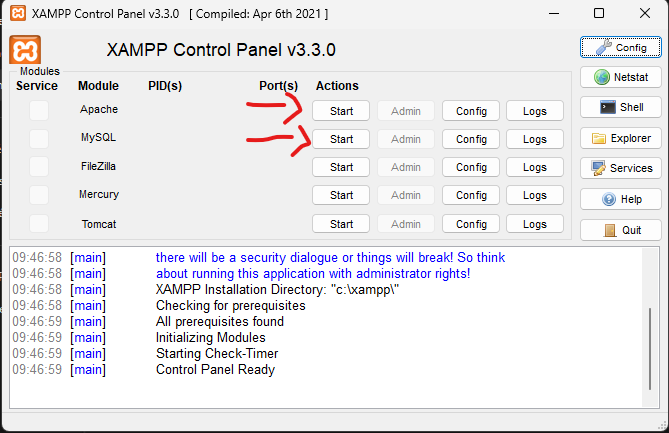 XAMPP Control Panel v3.3.0 [ Compiled: Apr 6th 2021 ]
XAMPP Control Panel v3.3.0
Config
Modules
Service Module PID(s) Port(s) Actions
Netstat
Apache Start Admin Config Logs
Shell
MySQL Start Admin Config Logs
Explorer
FileZilla Start Admin Config Logs
Services
Mercury Start Admin Config Logs
Help
Tomcat Start Admin Config Logs
Quit
09:46:58 [main] there will be a security dialogue or things will break! So think
09:46:58 [main] about running this application with administrator rights!
09:46:58 [main] XAMPP Installation Directory: "c:\xampp\"
09:46:58 [main] Checking for prerequisites
09:46:59 [main] All prerequisites found
09:46:59 [main] Initializing Modules
09:46:59 [main] Starting Check-Timer
09:46:59 [main] Control Panel Ready